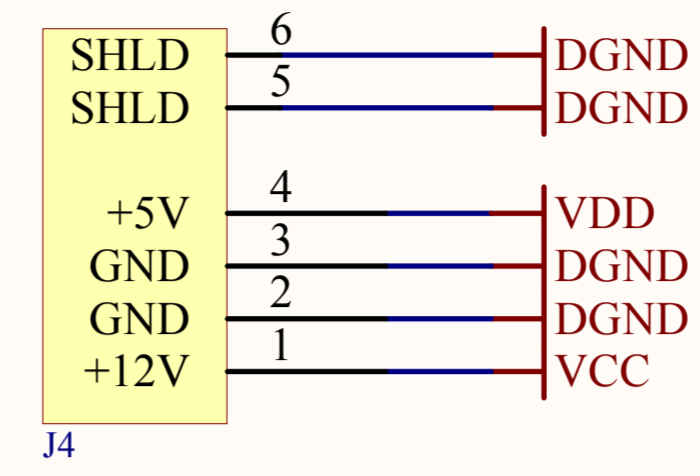 SHLD 6 DGND
SHLD 5 DGND
+5V 4 VDD
GND 3 DGND
GND 2 DGND
+12V 1 VCC
J4